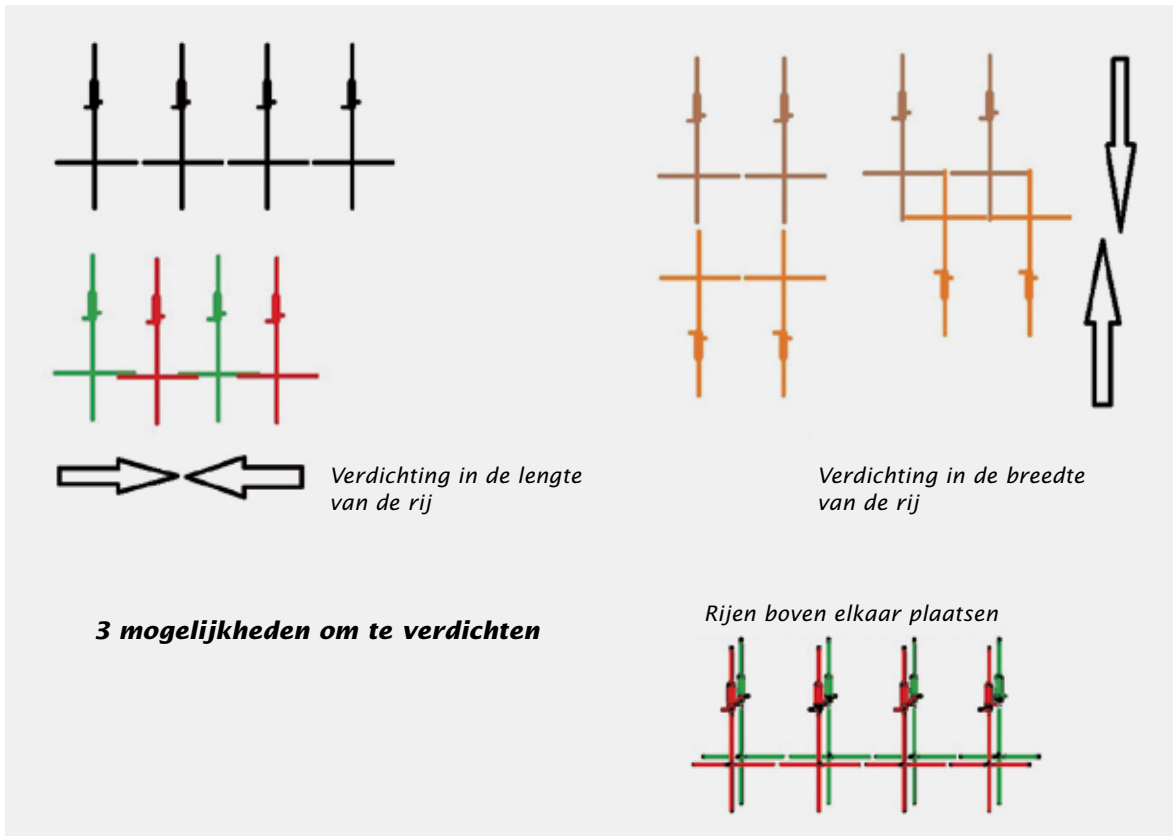 Verdichting in de lengte
van de rij
Verdichting in de breedte
van de rij
3 mogelijkheden om te verdichten
Rijen boven elkaar plaatsen